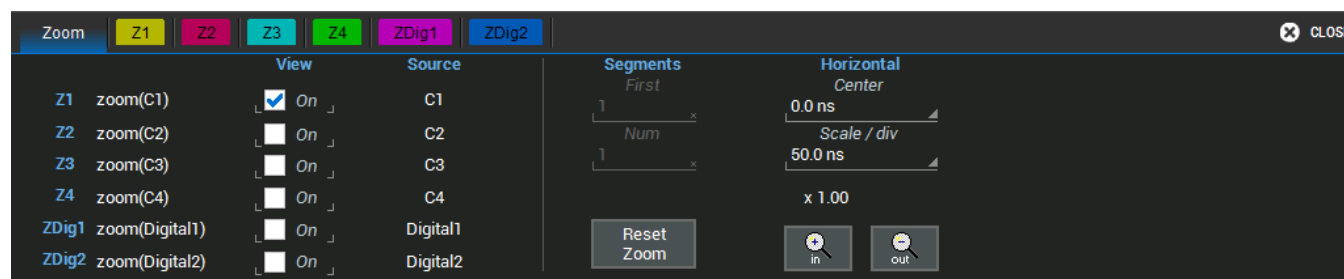 Zoom Z1 Z2 Z3 Z4 ZDig1 ZDig2 CLOS
View Source Segments Horizontal
First Center
Z1 zoom(C1) On C1 1 0.0 ns
Num Scale / div
Z2 zoom(C2) On C2
Z3 zoom(C3) On C3 1 50.0 ns
Z4 zoom(C4) On C4 x 1.00
ZDig1 zoom(Digital1) On Digital1
ZDig2 zoom(Digital2) On Digital2
Reset
Zoom
in out